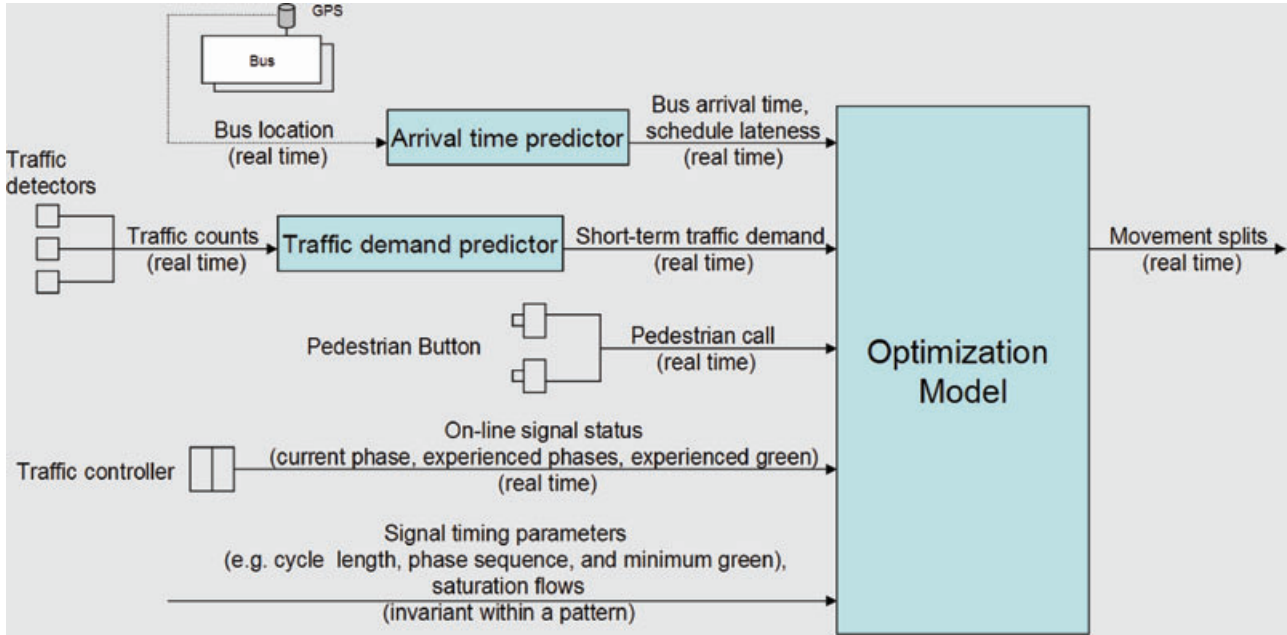 GPS
Bus
Bus location
(real time)
Arrival time predictor
Bus arrival time,
schedule lateness
(real time)
Traffic
detectors
Traffic counts
(real time)
Traffic demand predictor
Short-term traffic demand
(real time)
Movement splits
(real time)
Pedestrian Button
Pedestrian call
(real time)
Optimization
Model
Traffic controller
On-line signal status
(current phase, experienced phases, experienced green)
(real time)
Signal timing parameters
(e.g. cycle length, phase sequence, and minimum green),
saturation flows
(invariant within a pattern)